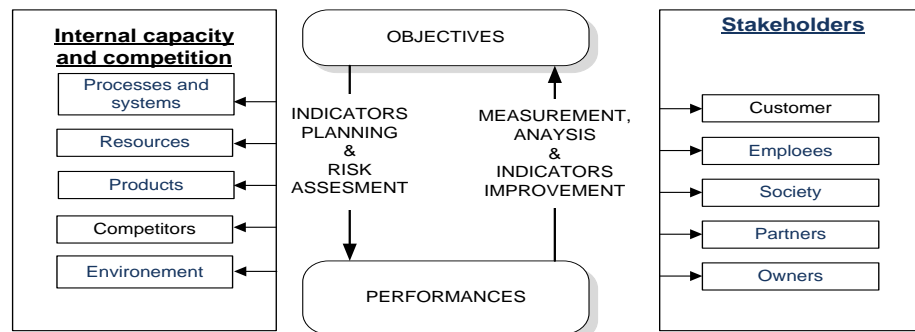 Internal capacity
and competition
Processes and
systems
Resources
Products
Competitors
Environement
OBJECTIVES
INDICATORS
PLANNING
&
RISK
ASSESMENT
MEASUREMENT,
ANAYSIS
&
INDICATORS
IMPROVEMENT
PERFORMANCES
Stakeholders
Customer
Emploees
Society
Partners
Owners